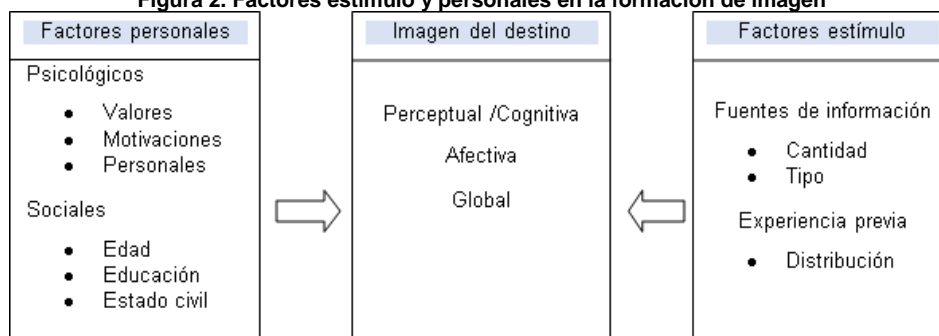 Figura 2. Factores estímulo y personales en la formación de imagen
Factores personales
Psicológicos
Valores
Motivaciones
Personales
Sociales
Edad
Educación
Estado civil
Imagen del destino
Perceptual /Cognitiva
Afectiva
Global
Factores estímulo
Fuentes de información
Cantidad
Tipo
Experiencia previa
Distribución